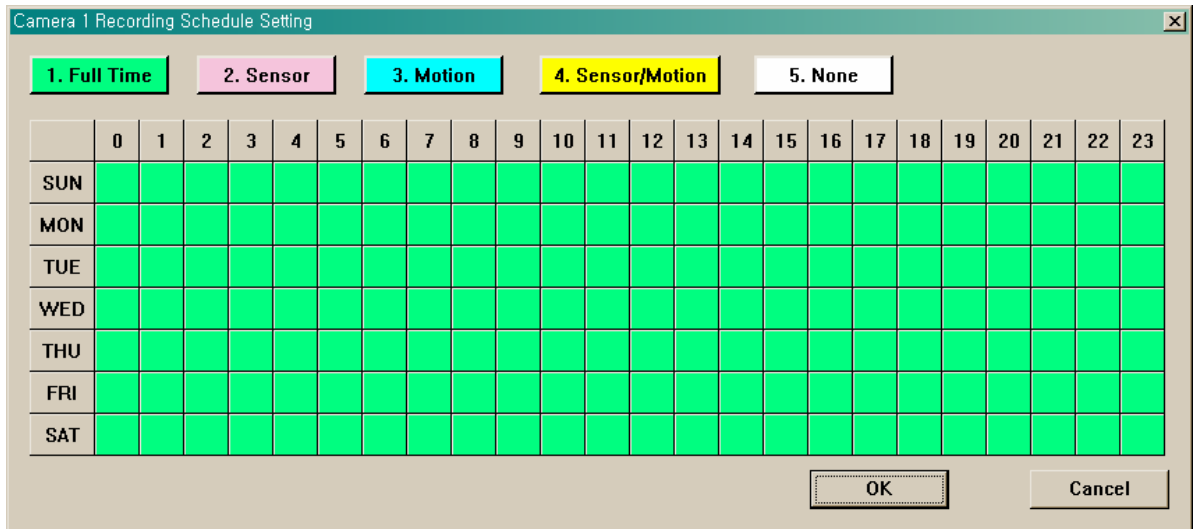 Camera 1 Recording Schedule Setting
1. Full Time 2. Sensor 3. Motion 4. Sensor/Motion 5. None
0 1 2 3 4 5 6 7 8 9 10 11 12 13 14 15 16 17 18 19 20 21 22 23
SUN
MON
TUE
WED
THU
FRI
SAT
OK Cancel